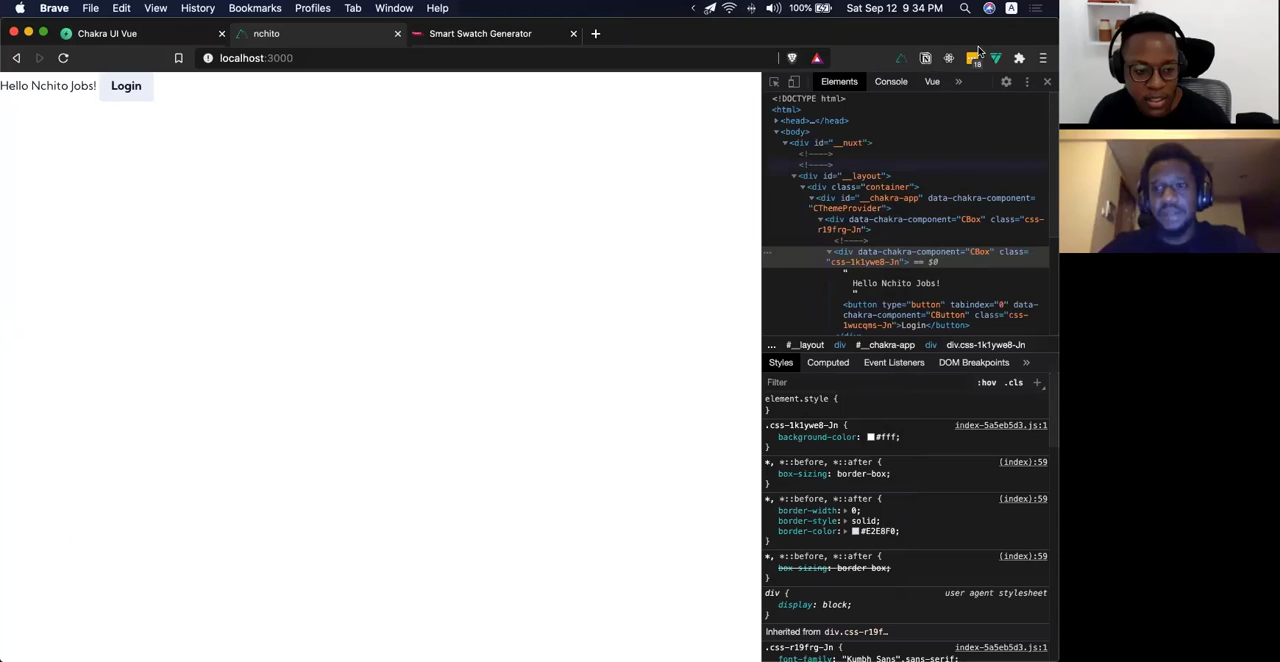 Brave File Edit View History Bookmarks Profiles Tab Window Help 100% Sat Sep 12 9:34 PM A
Chakra UI Vue × nchito × Smart Swatch Generator × +
localhost:3000 18
Hello Nchito Jobs! Login
Elements Console Vue »
<!DOCTYPE html>
<html>
<head>…</head>
<body>
<div id="__nuxt">
<!---->
<!---->
<div id="__layout">
<div class="container">
<div id="__chakra-app" data-chakra-component=
"CThemeProvider">
<div data-chakra-component="CBox" class="css-
r19frg-Jn">
<!---->
… <div data-chakra-component="CBox" class=
"css-1k1ywe8-Jn"> == $0
"
Hello Nchito Jobs!
"
<button type="button" tabindex="0" data-
chakra-component="CButton" class="css-
1wucqms-Jn">Login</button>
… #__layout div #__chakra-app div div.css-1k1ywe8-Jn
Styles Computed Event Listeners DOM Breakpoints »
Filter :hov .cls +
element.style {
}
.css-1k1ywe8-Jn { index-5a5eb5d3.js:1
background-color: #fff;
}
*, *::before, *::after { (index):59
box-sizing: border-box;
}
*, *::before, *::after { (index):59
border-width: 0;
border-style: solid;
border-color: #E2E8F0;
}
*, *::before, *::after { (index):59
box-sizing: border-box;
}
div { user agent stylesheet
display: block;
}
Inherited from div.css-r19f…
.css-r19frg-Jn { index-5a5eb5d3.js:1
font-family: "Kumbh Sans",sans-serif;